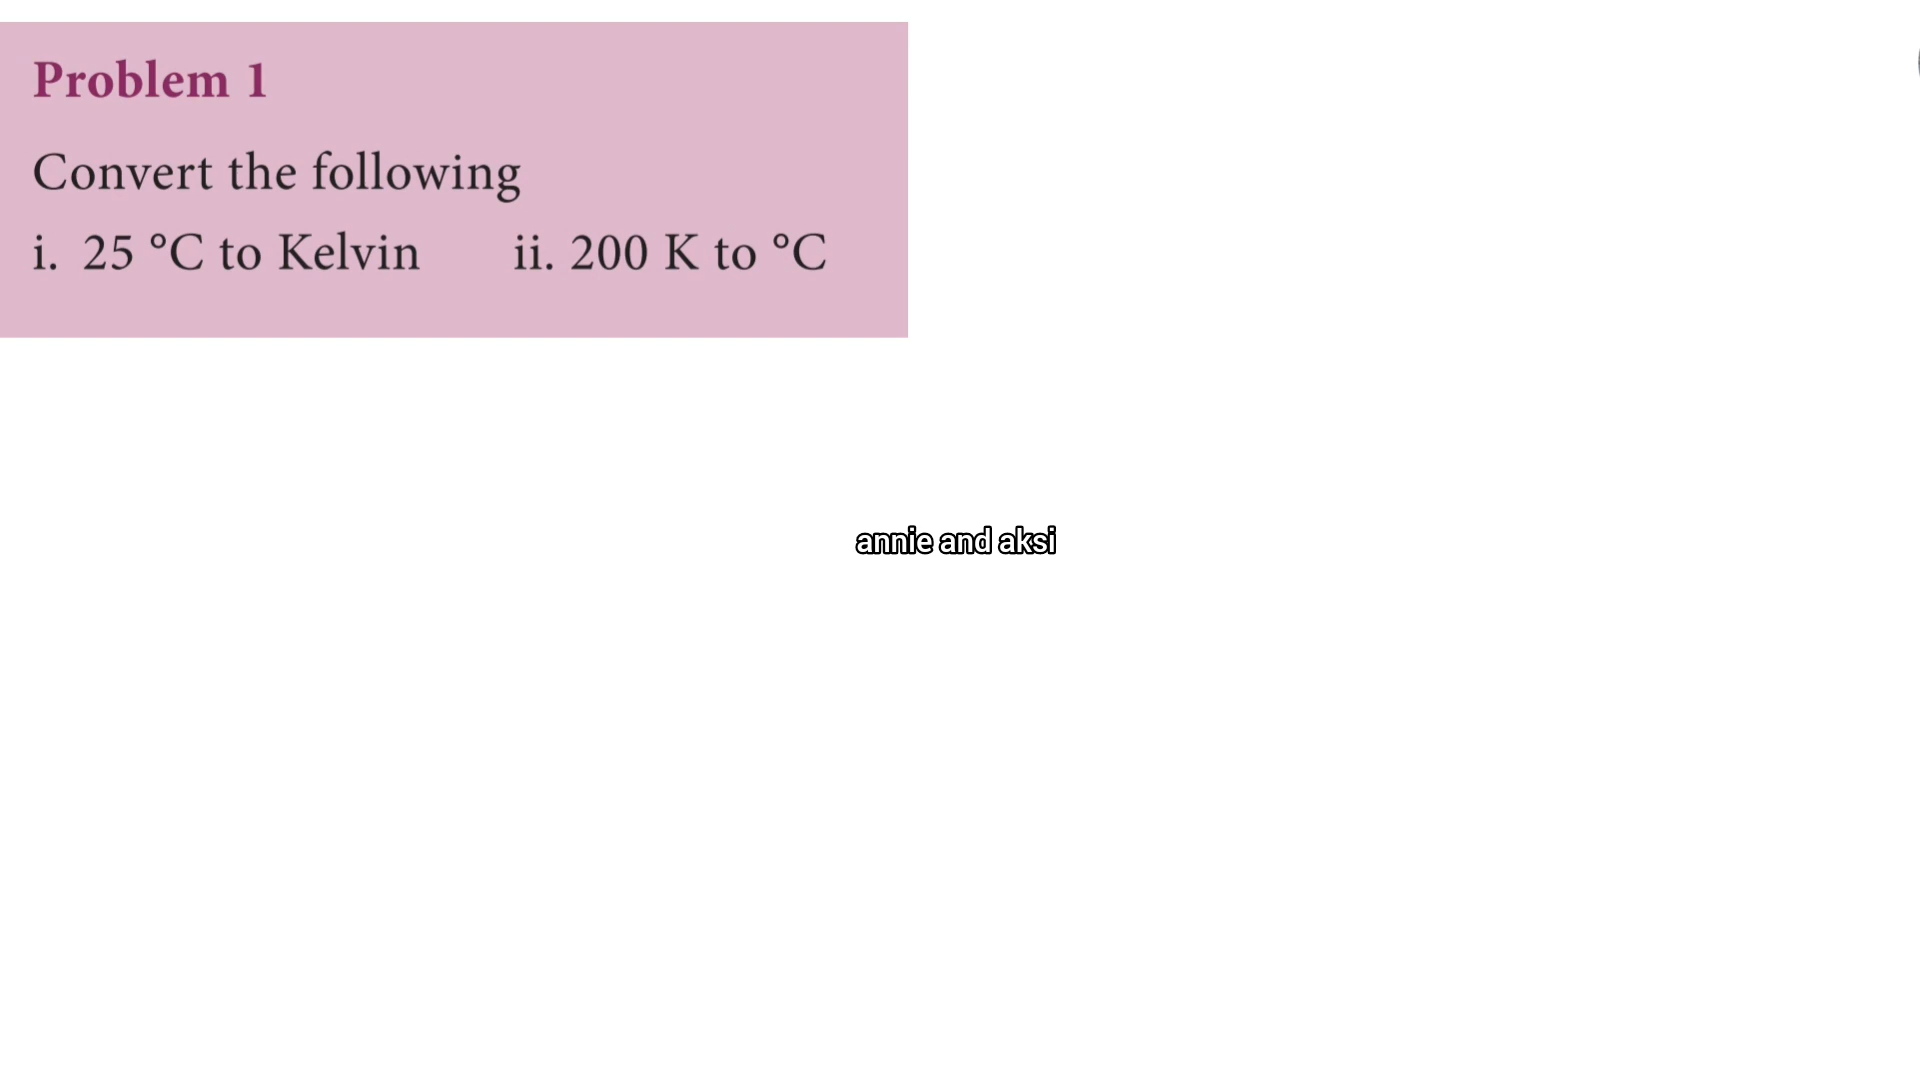 Problem 1
Convert the following
i. 25 °C to Kelvin ii. 200 K to °C
annie and aksi